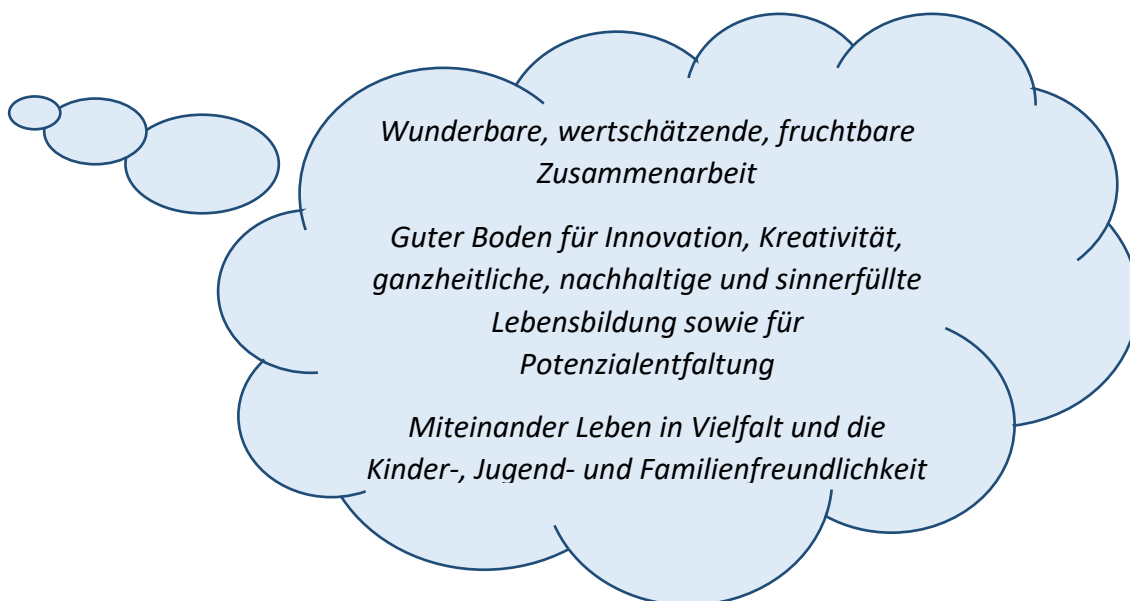 Wunderbare, wertschätzende, fruchtbare
Zusammenarbeit
Guter Boden für Innovation, Kreativität,
ganzheitliche, nachhaltige und sinnerfüllte
Lebensbildung sowie für
Potenzialentfaltung
Miteinander Leben in Vielfalt und die
Kinder-, Jugend- und Familienfreundlichkeit